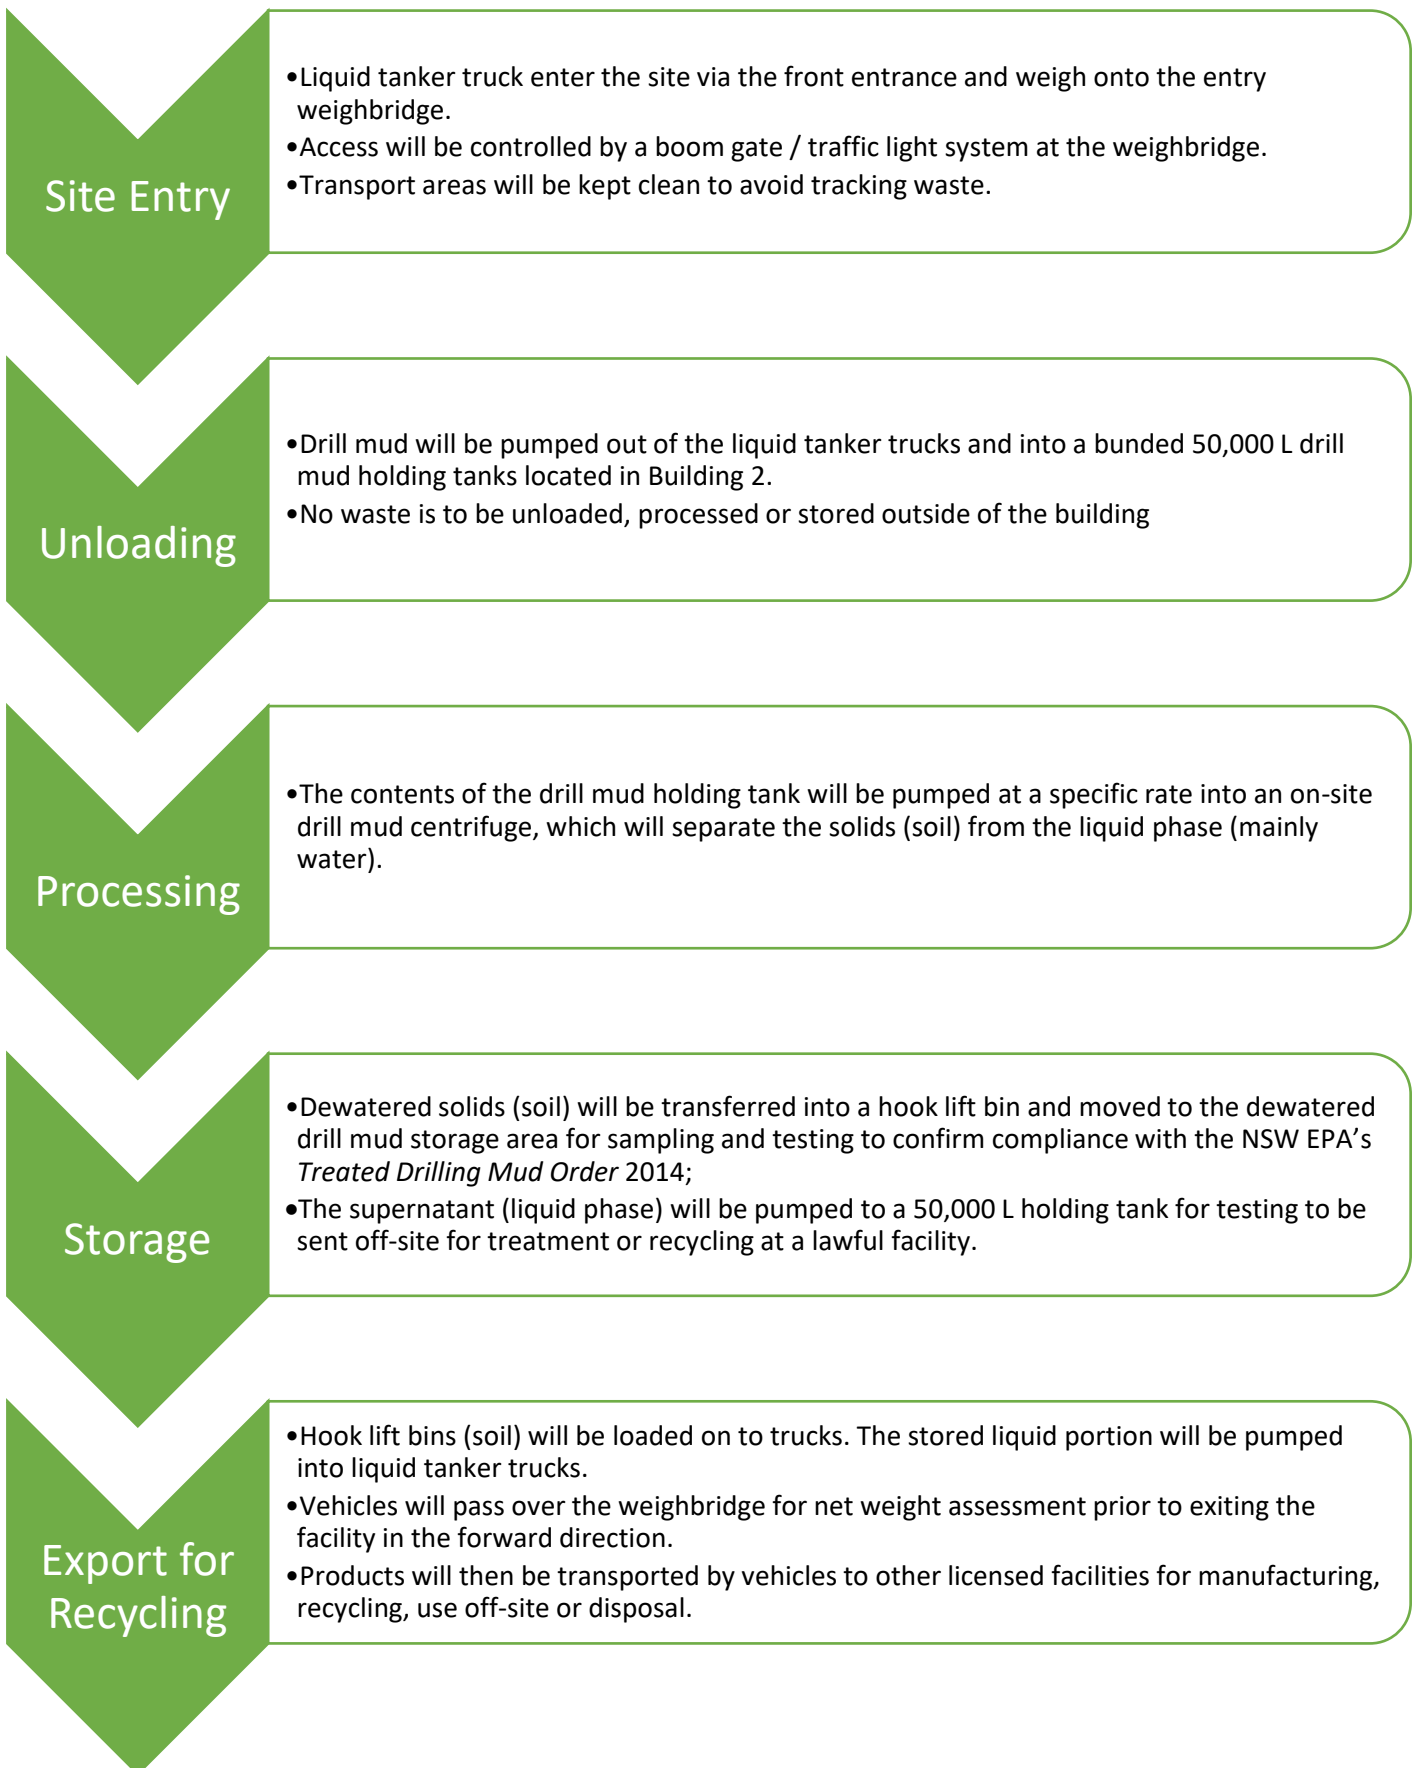 Site Entry
•Liquid tanker truck enter the site via the front entrance and weigh onto the entry
weighbridge.
•Access will be controlled by a boom gate / traffic light system at the weighbridge.
•Transport areas will be kept clean to avoid tracking waste.
Unloading
•Drill mud will be pumped out of the liquid tanker trucks and into a bunded 50,000 L drill
mud holding tanks located in Building 2.
•No waste is to be unloaded, processed or stored outside of the building
Processing
•The contents of the drill mud holding tank will be pumped at a specific rate into an on-site
drill mud centrifuge, which will separate the solids (soil) from the liquid phase (mainly
water).
Storage
•Dewatered solids (soil) will be transferred into a hook lift bin and moved to the dewatered
drill mud storage area for sampling and testing to confirm compliance with the NSW EPA’s
Treated Drilling Mud Order 2014;
•The supernatant (liquid phase) will be pumped to a 50,000 L holding tank for testing to be
sent off-site for treatment or recycling at a lawful facility.
Export for
Recycling
•Hook lift bins (soil) will be loaded on to trucks. The stored liquid portion will be pumped
into liquid tanker trucks.
•Vehicles will pass over the weighbridge for net weight assessment prior to exiting the
facility in the forward direction.
•Products will then be transported by vehicles to other licensed facilities for manufacturing,
recycling, use off-site or disposal.